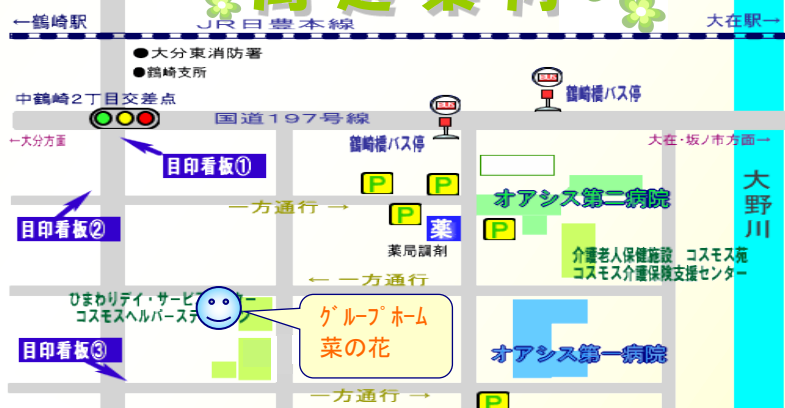 ←鶴崎駅
JR日豊本線
大在駅→
●大分東消防署
●鶴崎支所
中鶴崎2丁目交差点
国道197号線
鶴崎橋バス停
鶴崎橋バス停
←大分方面
大在・坂ノ市方面→
目印看板①
P
P
大野川
一方通行 →
オアシス第二病院
P
目印看板②
薬
P
薬局調剤
介護老人保健施設 コスモス苑
コスモス介護保険支援センター
← 一方通行
ひまわりデイ・サービ
コスモスヘルパース
グループホーム
菜の花
目印看板③
オアシス第一病院
一方通行 →
P